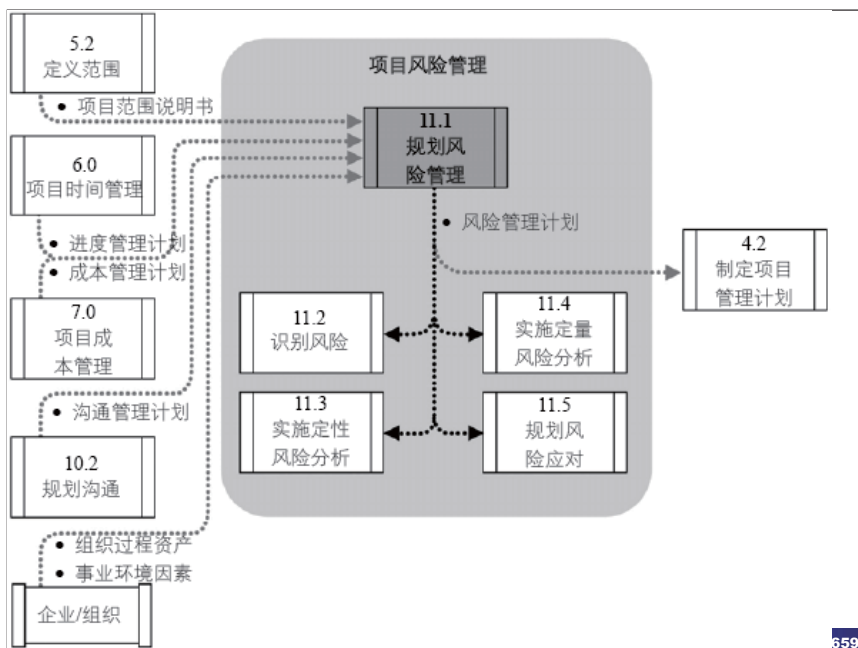 5.2
定义范围
• 项目范围说明书
6.0
项目时间管理
• 进度管理计划
• 成本管理计划
7.0
项目成
本管理
• 沟通管理计划
10.2
规划沟通
• 组织过程资产
• 事业环境因素
企业/组织
项目风险管理
11.1
规划风
险管理
• 风险管理计划
11.2
识别风险
11.4
实施定量
风险分析
11.3
实施定性
风险分析
11.5
规划风
险应对
4.2
制定项目
管理计划
659